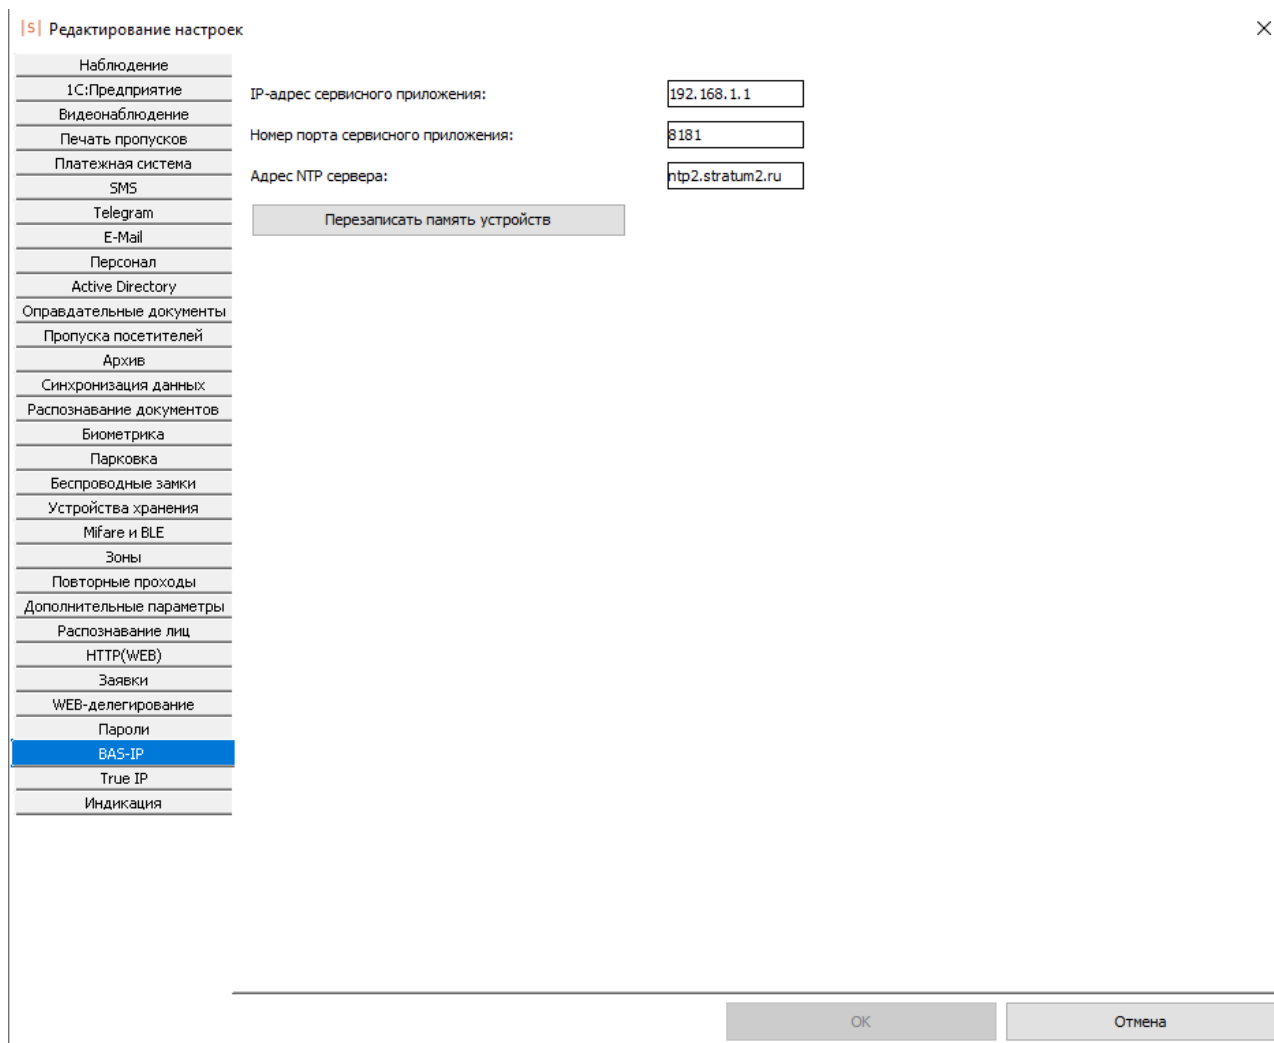 |S| Редактирование настроек
Наблюдение
1С:Предприятие
Видеонаблюдение
Печать пропусков
Платежная система
SMS
Telegram
E-Mail
Персонал
Active Directory
Оправдательные документы
Пропуска посетителей
Архив
Синхронизация данных
Распознавание документов
Биометрика
Парковка
Беспроводные замки
Устройства хранения
Mifare и BLE
Зоны
Повторные проходы
Дополнительные параметры
Распознавание лиц
HTTP(WEB)
Заявки
WEB-делегирование
Пароли
BAS-IP
True IP
Индикация
IP-адрес сервисного приложения: 192.168.1.1
Номер порта сервисного приложения: 8181
Адрес NTP сервера: ntp2.stratum2.ru
Перезаписать память устройств
OK Отмена